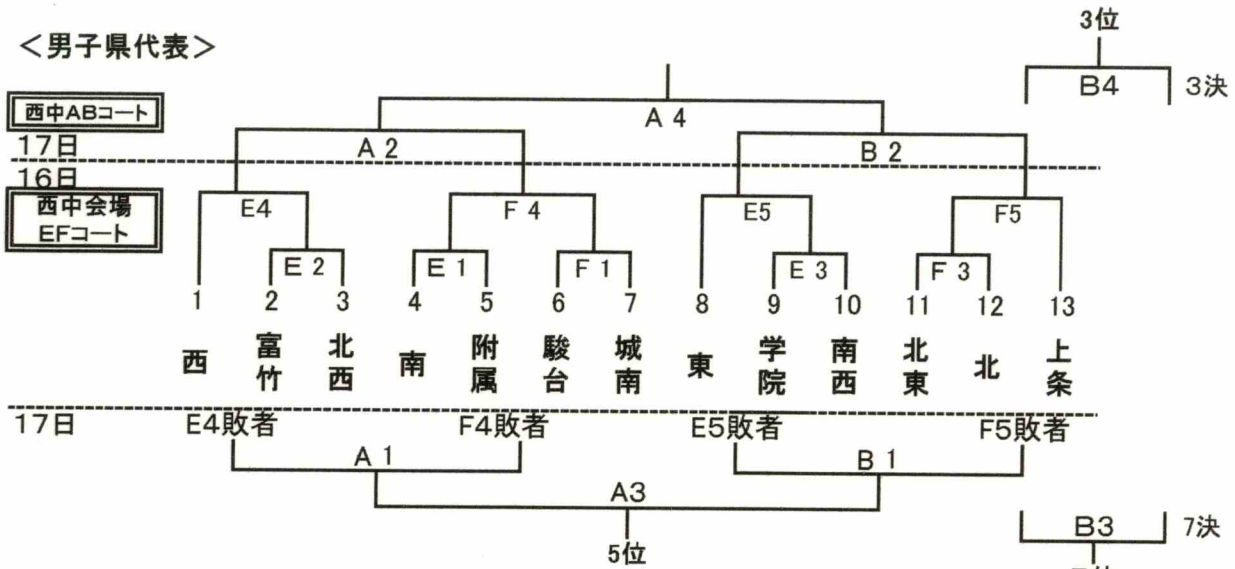 3位
＜男子県代表＞
B4 3決
西中ABコート
A 4
17日
A 2 B 2
16日
西中会場
EFコート
E4 F 4 E5 F5
E 2 E 1 F 1 E 3 F 3
1 2 3 4 5 6 7 8 9 10 11 12 13
西 富竹 北西 南 附属 駿台 城南 東 学院 南西 北東 北 上条
17日 E4敗者 F4敗者 E5敗者 F5敗者
A 1 B 1
A3
B3 7決
5位